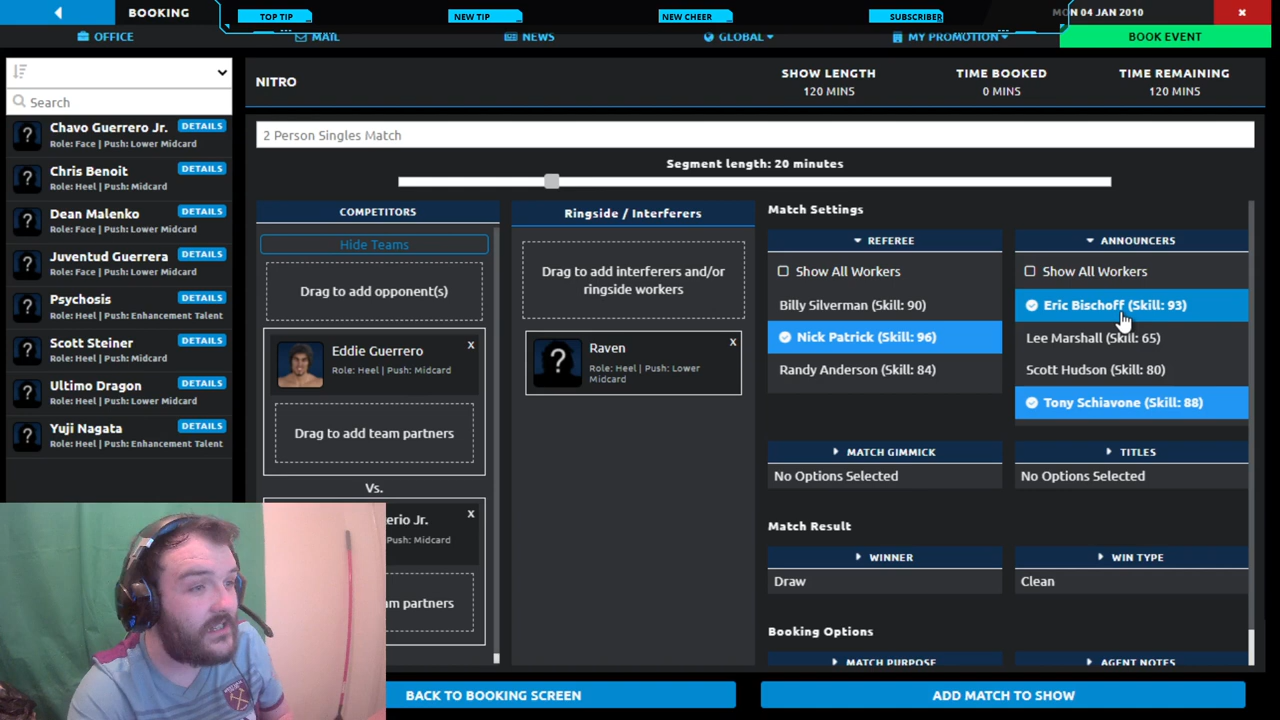 BOOKING
TOP TIP
NEW TIP
NEW CHEER
SUBSCRIBER
MON 04 JAN 2010
OFFICE
MAIL
NEWS
GLOBAL
MY PROMOTION
BOOK EVENT
Search
Chavo Guerrero Jr.
DETAILS
Role: Face | Push: Lower Midcard
Chris Benoit
DETAILS
Role: Heel | Push: Midcard
Dean Malenko
DETAILS
Role: Face | Push: Lower Midcard
Juventud Guerrera
DETAILS
Role: Face | Push: Lower Midcard
Psychosis
DETAILS
Role: Heel | Push: Enhancement Talent
Scott Steiner
DETAILS
Role: Heel | Push: Midcard
Ultimo Dragon
DETAILS
Role: Heel | Push: Lower Midcard
Yuji Nagata
DETAILS
Role: Heel | Push: Enhancement Talent
NITRO
SHOW LENGTH
120 MINS
TIME BOOKED
0 MINS
TIME REMAINING
120 MINS
2 Person Singles Match
Segment length: 20 minutes
COMPETITORS
Hide Teams
Drag to add opponent(s)
Eddie Guerrero
x
Role: Heel | Push: Midcard
Drag to add team partners
Vs.
erio Jr.
x
Push: Midcard
am partners
Ringside / Interferers
Drag to add interferers and/or
ringside workers
Raven
x
Role: Heel | Push: Lower
Midcard
Match Settings
REFEREE
Show All Workers
Billy Silverman (Skill: 90)
Nick Patrick (Skill: 96)
Randy Anderson (Skill: 84)
ANNOUNCERS
Show All Workers
Eric Bischoff (Skill: 93)
Lee Marshall (Skill: 65)
Scott Hudson (Skill: 80)
Tony Schiavone (Skill: 88)
MATCH GIMMICK
No Options Selected
TITLES
No Options Selected
Match Result
WINNER
Draw
WIN TYPE
Clean
Booking Options
MATCH PURPOSE
AGENT NOTES
BACK TO BOOKING SCREEN
ADD MATCH TO SHOW